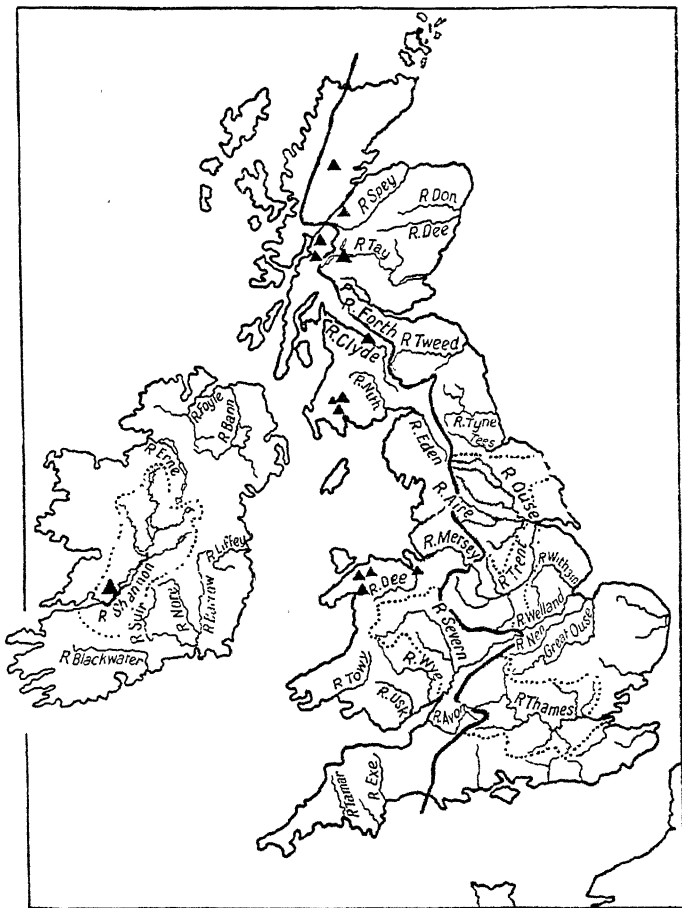 R Spey
R Don
R. Dee
R Tay
R. Forth
R. Clyde
R Tweed
R. Nith
R. Foyle
R Bann
R. Tyne
Tees
R. Eden
R Erne
R Ouse
R. Aire
R. Mersey
R Trent
R Witham
R Liffey
R. Dee
R Shannon
R Suir
R Nore
R Barrow
R Welland
R Nen
Great Ouse
R Severn
R Blackwater
R Towy
R. Wye
R. Usk
R Avon
R Thames
R Tamar
R Exe